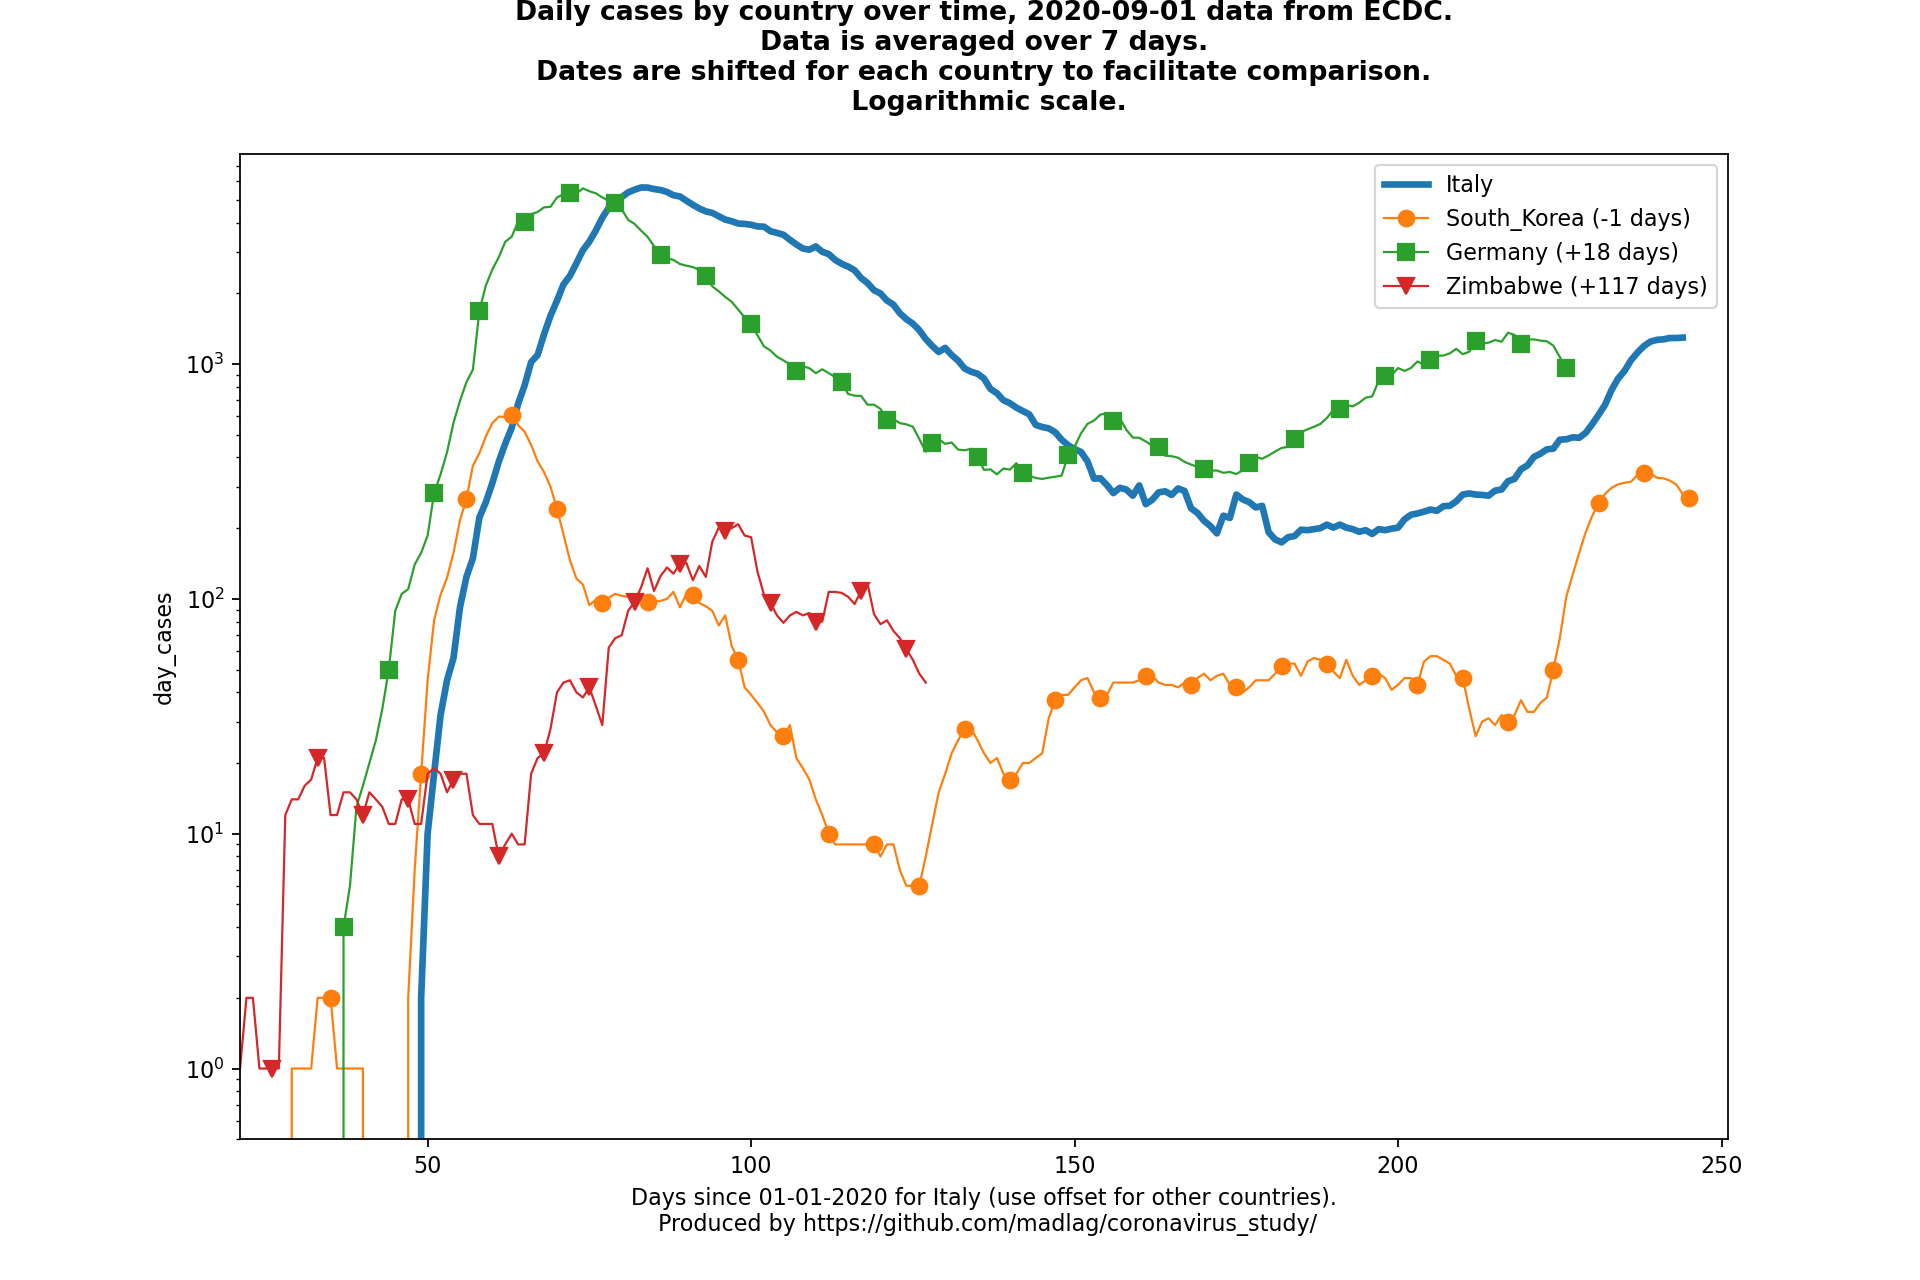 Daily cases by country over time, 2020-09-01 data from ECDC.
Data is averaged over 7 days.
Dates are shifted for each country to facilitate comparison.
Logarithmic scale.
Italy
South_Korea (-1 days)
Germany (+18 days)
Zimbabwe (+117 days)
10³
10²
10¹
10⁰
day_cases
50 100 150 200 250
Days since 01-01-2020 for Italy (use offset for other countries).
Produced by https://github.com/madlag/coronavirus_study/